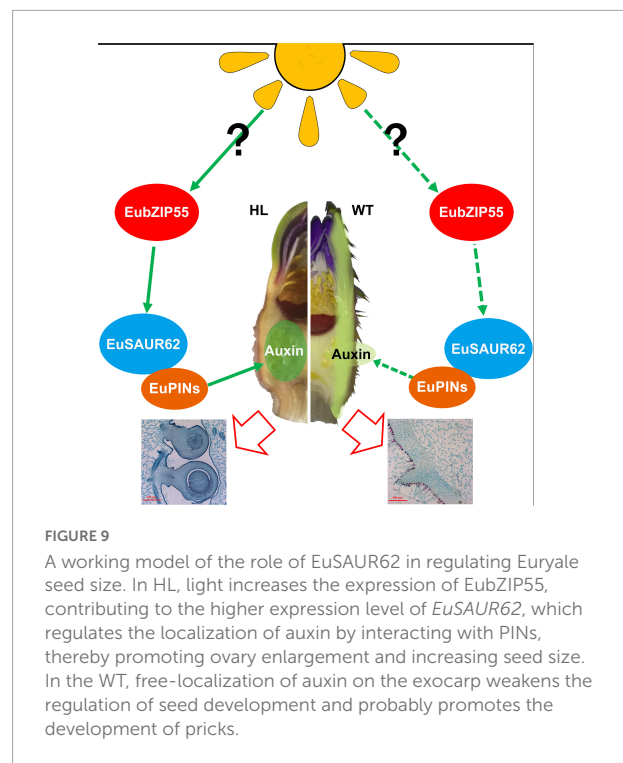 ? ?
EubZIP55 EubZIP55
HL WT
EuSAUR62 EuSAUR62
Auxin Auxin
EuPINs EuPINs
FIGURE 9
A working model of the role of EuSAUR62 in regulating Euryale
seed size. In HL, light increases the expression of EubZIP55,
contributing to the higher expression level of EuSAUR62, which
regulates the localization of auxin by interacting with PINs,
thereby promoting ovary enlargement and increasing seed size.
In the WT, free-localization of auxin on the exocarp weakens the
regulation of seed development and probably promotes the
development of pricks.